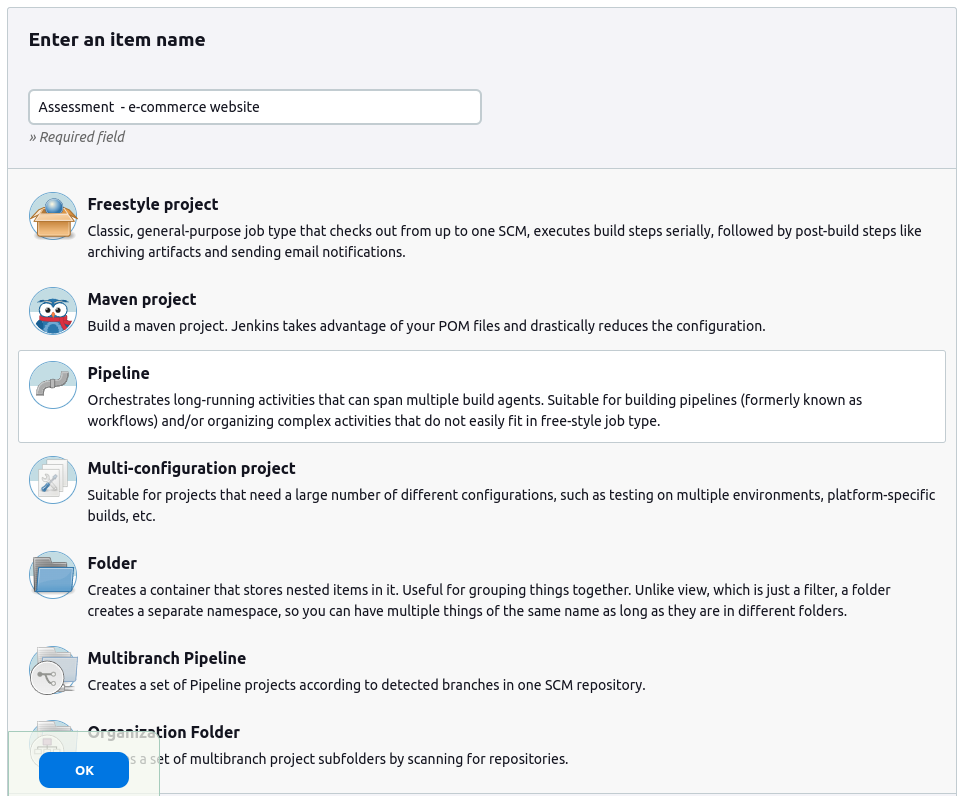 Enter an item name
Assessment  - e-commerce website
» Required field
Freestyle project
Classic, general-purpose job type that checks out from up to one SCM, executes build steps serially, followed by post-build steps like
archiving artifacts and sending email notifications.
Maven project
Build a maven project. Jenkins takes advantage of your POM files and drastically reduces the configuration.
Pipeline
Orchestrates long-running activities that can span multiple build agents. Suitable for building pipelines (formerly known as
workflows) and/or organizing complex activities that do not easily fit in free-style job type.
Multi-configuration project
Suitable for projects that need a large number of different configurations, such as testing on multiple environments, platform-specific
builds, etc.
Folder
Creates a container that stores nested items in it. Useful for grouping things together. Unlike view, which is just a filter, a folder
creates a separate namespace, so you can have multiple things of the same name as long as they are in different folders.
Multibranch Pipeline
Creates a set of Pipeline projects according to detected branches in one SCM repository.
Organization Folder
a set of multibranch project subfolders by scanning for repositories.
OK